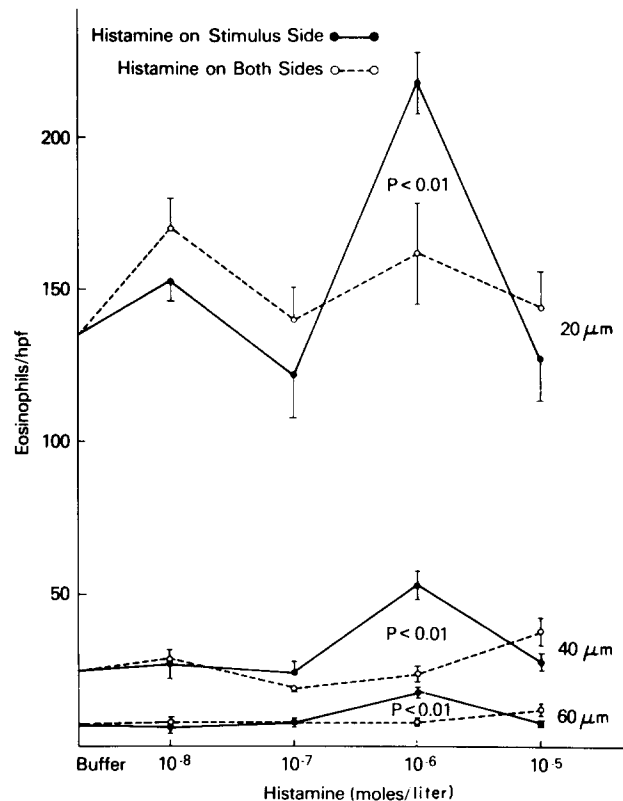 Histamine on Stimulus Side
Histamine on Both Sides
200
P < 0.01
150
20 μm
Eosinophils/hpf
100
50
P < 0.01
40 μm
P < 0.01
60 μm
Buffer 10⁻⁸ 10⁻⁷ 10⁻⁶ 10⁻⁵
Histamine (moles/liter)